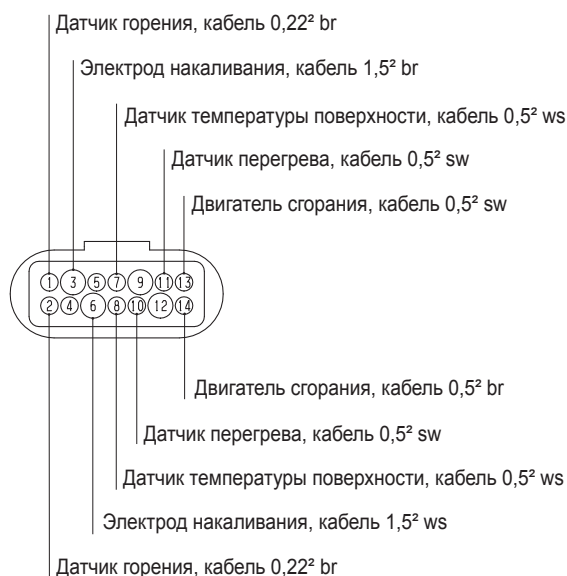 Датчик горения, кабель 0,22² br
Электрод накаливания, кабель 1,5² br
Датчик температуры поверхности, кабель 0,5² ws
Датчик перегрева, кабель 0,5² sw
Двигатель сгорания, кабель 0,5² sw
1 3 5 7 9 11 13
2 4 6 8 10 12 14
Двигатель сгорания, кабель 0,5² br
Датчик перегрева, кабель 0,5² sw
Датчик температуры поверхности, кабель 0,5² ws
Электрод накаливания, кабель 1,5² ws
Датчик горения, кабель 0,22² br